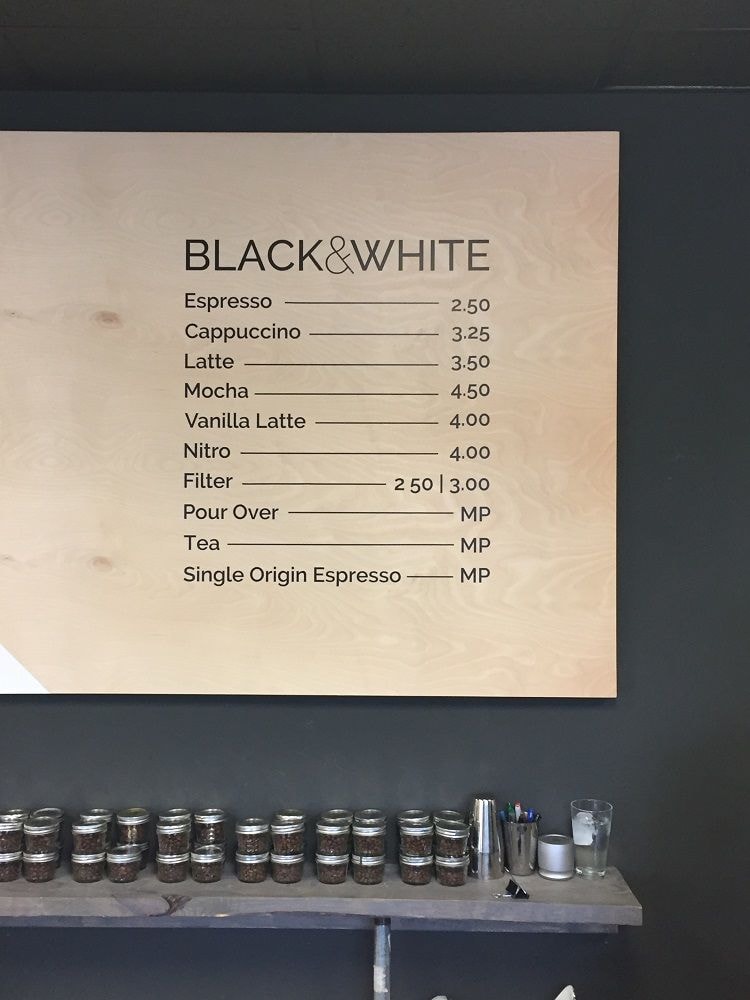 BLACK&WHITE
Espresso 2.50
Cappuccino 3.25
Latte 3.50
Mocha 4.50
Vanilla Latte 4.00
Nitro 4.00
Filter 2 50 | 3.00
Pour Over MP
Tea MP
Single Origin Espresso MP